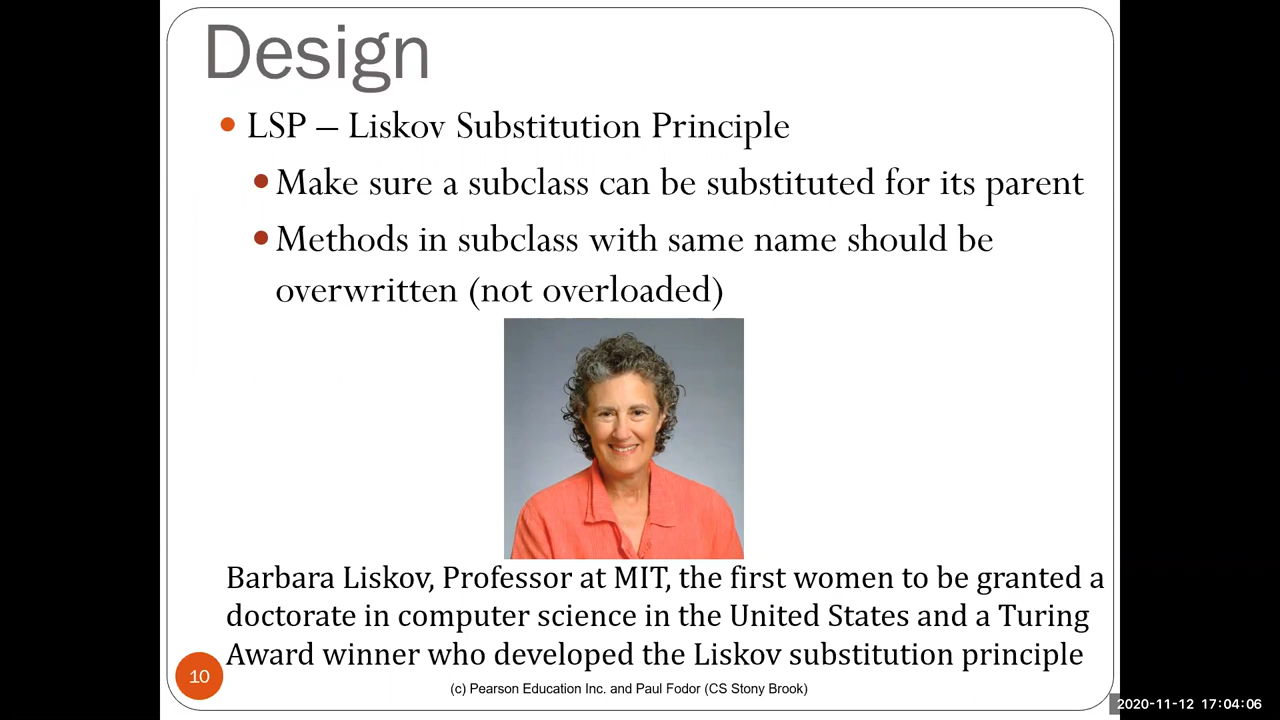 Design
LSP – Liskov Substitution Principle
Make sure a subclass can be substituted for its parent
Methods in subclass with same name should be
overwritten (not overloaded)
Barbara Liskov, Professor at MIT, the first women to be granted a
doctorate in computer science in the United States and a Turing
Award winner who developed the Liskov substitution principle
10
(c) Pearson Education Inc. and Paul Fodor (CS Stony Brook)
2020-11-12 17:04:06